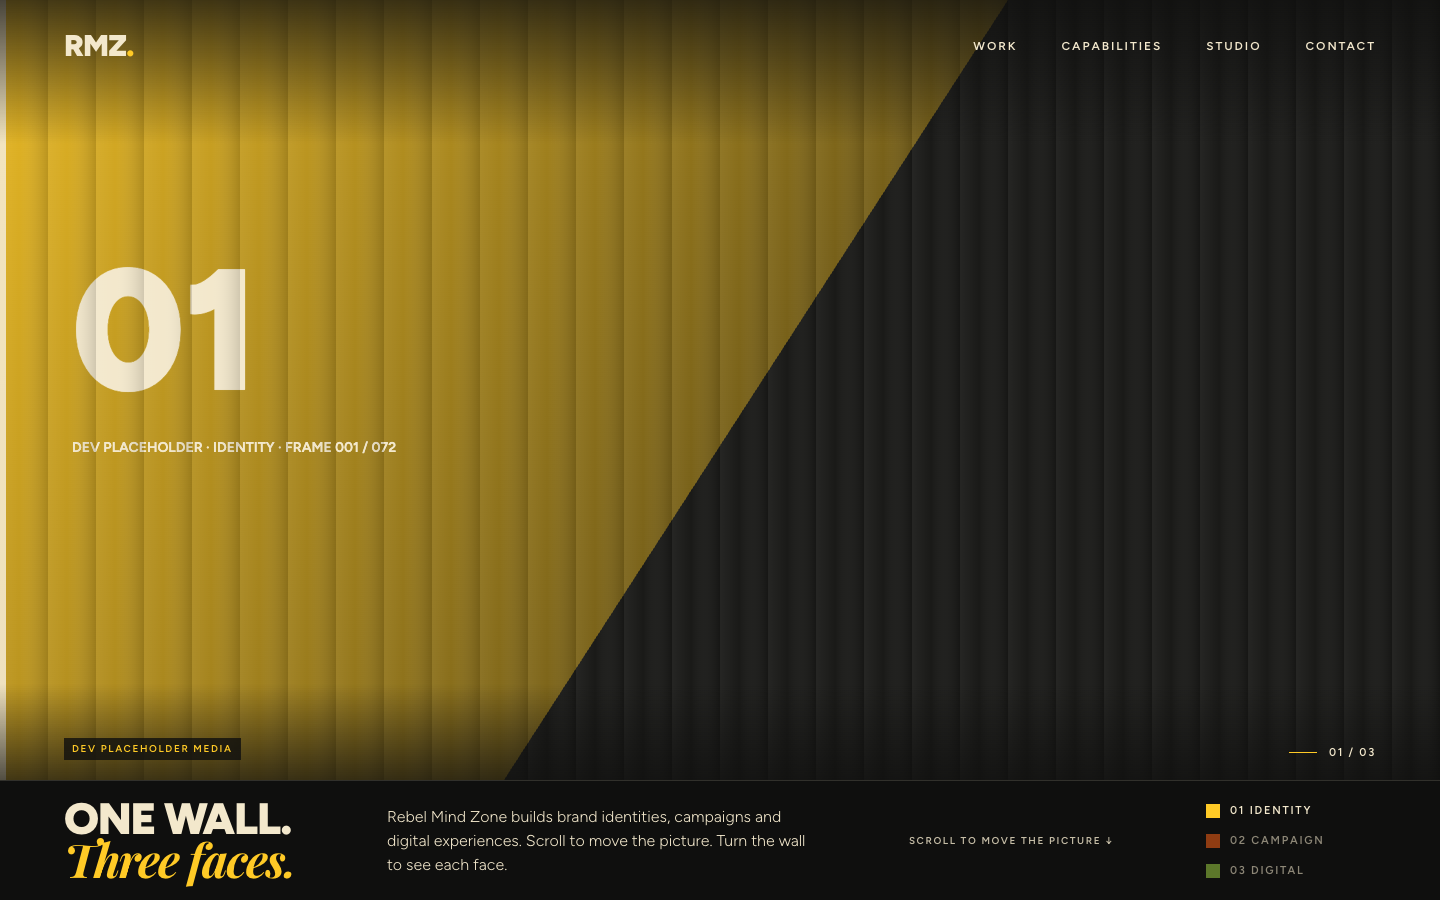 RMZ.
WORK CAPABILITIES STUDIO CONTACT
01
DEV PLACEHOLDER · IDENTITY · FRAME 001 / 072
DEV PLACEHOLDER MEDIA
01 / 03
ONE WALL.
Three faces.
Rebel Mind Zone builds brand identities, campaigns and
digital experiences. Scroll to move the picture. Turn the wall
to see each face.
SCROLL TO MOVE THE PICTURE ↓
01 IDENTITY
02 CAMPAIGN
03 DIGITAL